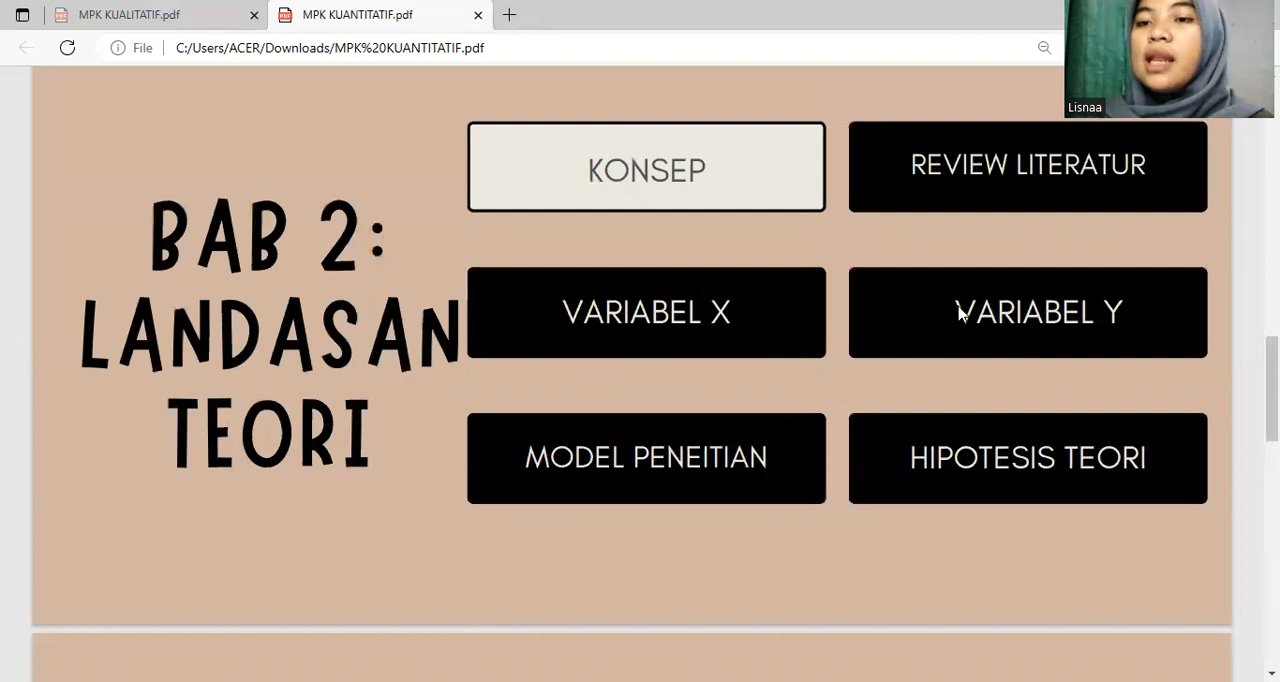 MPK KUALITATIF.pdf
MPK KUANTITATIF.pdf
File
C:/Users/ACER/Downloads/MPK%20KUANTITATIF.pdf
Lisnaa
BAB 2:
LANDASAN
TEORI
KONSEP
REVIEW LITERATUR
VARIABEL X
VARIABEL Y
MODEL PENEITIAN
HIPOTESIS TEORI